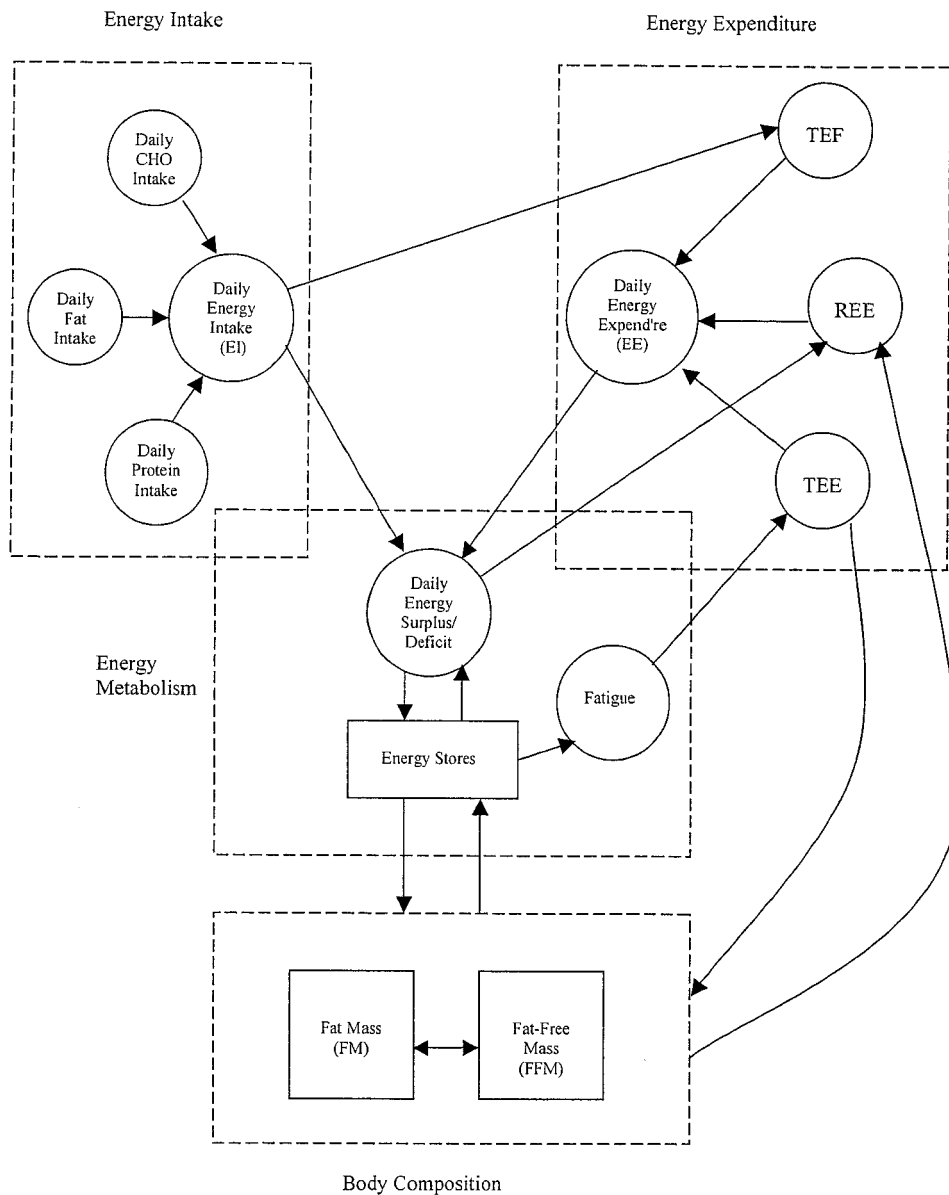 Energy Intake
Energy Expenditure
Daily
CHO
Intake
TEF
Daily
Fat
Intake
Daily
Energy
Intake
(EI)
Daily
Energy
Expend're
(EE)
REE
Daily
Protein
Intake
TEE
Daily
Energy
Surplus/
Deficit
Energy
Metabolism
Fatigue
Energy Stores
Fat Mass
(FM)
Fat-Free
Mass
(FFM)
Body Composition